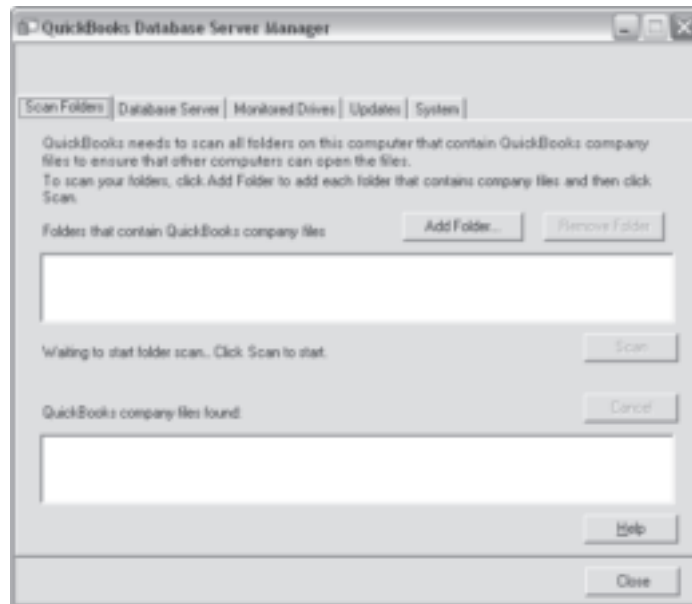 QuickBooks Database Server Manager
Scan Folders Database Server Monitored Drives Updates System
QuickBooks needs to scan all folders on this computer that contain QuickBooks company
files to ensure that other computers can open the files.
To scan your folders, click Add Folder to add each folder that contains company files and then click
Scan.
Folders that contain QuickBooks company files
Add Folder... Remove Folder
Waiting to start folder scan.. Click Scan to start.
Scan
QuickBooks company files found:
Cancel
Help
Close